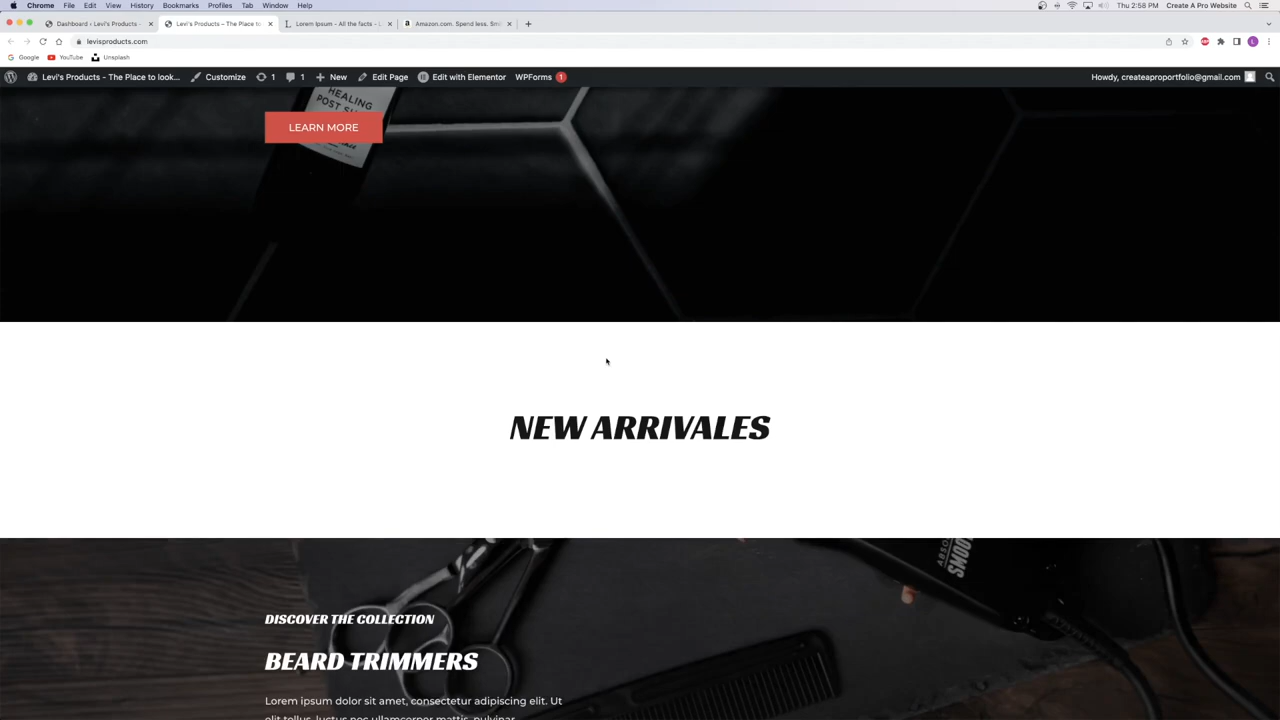 Chrome File Edit View History Bookmarks Profiles Tab Window Help Thu 2:58 PM Create A Pro Website
Dashboard ‹ Levi's Products - Levi's Products – The Place to Lorem Ipsum - All the facts - L Amazon.com. Spend less. Smi
levisproducts.com
Google YouTube Unsplash
Levi's Products - The Place to look... Customize 1 1 New Edit Page Edit with Elementor WPForms 1 Howdy, createaproportfolio@gmail.com
HEALING
POST SH
LEARN MORE
NEW ARRIVALES
SMOO
DISCOVER THE COLLECTION
BEARD TRIMMERS
Lorem ipsum dolor sit amet, consectetur adipiscing elit. Ut
elit tellus, luctus nec ullamcorper mattis, pulvinar